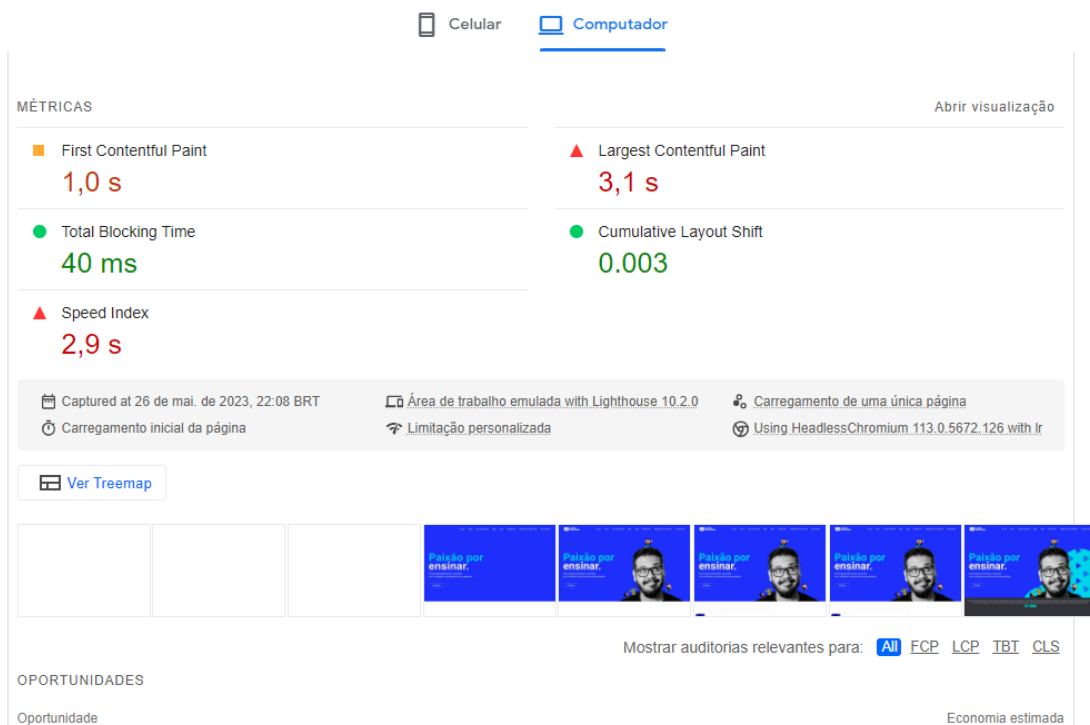 Celular
Computador
MÉTRICAS
Abrir visualização
First Contentful Paint
1,0 s
Largest Contentful Paint
3,1 s
Total Blocking Time
40 ms
Cumulative Layout Shift
0.003
Speed Index
2,9 s
Captured at 26 de mai. de 2023, 22:08 BRT
Área de trabalho emulada with Lighthouse 10.2.0
Carregamento de uma única página
Carregamento inicial da página
Limitação personalizada
Using HeadlessChromium 113.0.5672.126 with lr
Ver Treemap
Paixão por
ensinar.
Paixão por
ensinar.
Paixão por
ensinar.
Paixão por
ensinar.
Paixão por
ensinar.
Mostrar auditorias relevantes para: All FCP LCP TBT CLS
OPORTUNIDADES
Oportunidade
Economia estimada